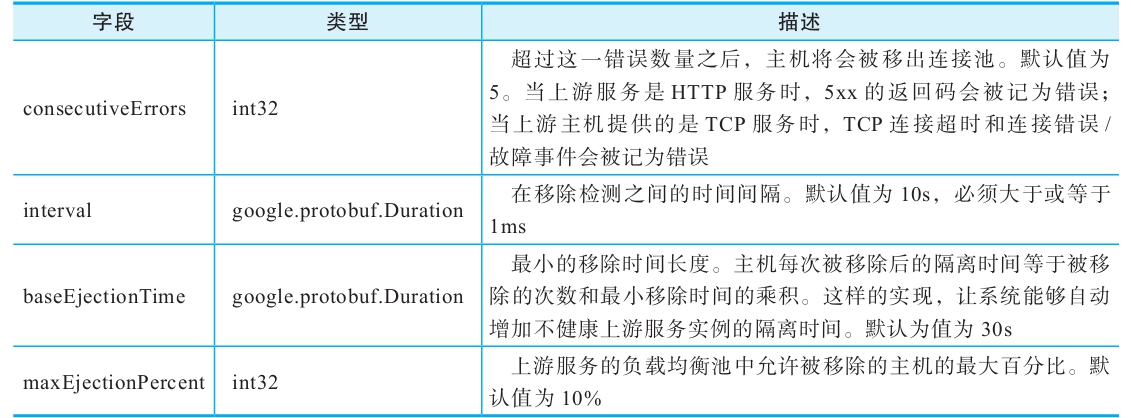 字段 类型 描述
consecutiveErrors int32 超过这一错误数量之后，主机将会被移出连接池。默认值为
5。当上游服务是 HTTP 服务时，5xx 的返回码会被记为错误；
当上游主机提供的是 TCP 服务时，TCP 连接超时和连接错误 /
故障事件会被记为错误
interval google.protobuf.Duration 在移除检测之间的时间间隔。默认值为 10s，必须大于或等于
1ms
baseEjectionTime google.protobuf.Duration 最小的移除时间长度。主机每次被移除后的隔离时间等于被移
除的次数和最小移除时间的乘积。这样的实现，让系统能够自动
增加不健康上游服务实例的隔离时间。默认为值为 30s
maxEjectionPercent int32 上游服务的负载均衡池中允许被移除的主机的最大百分比。默
认值为 10%